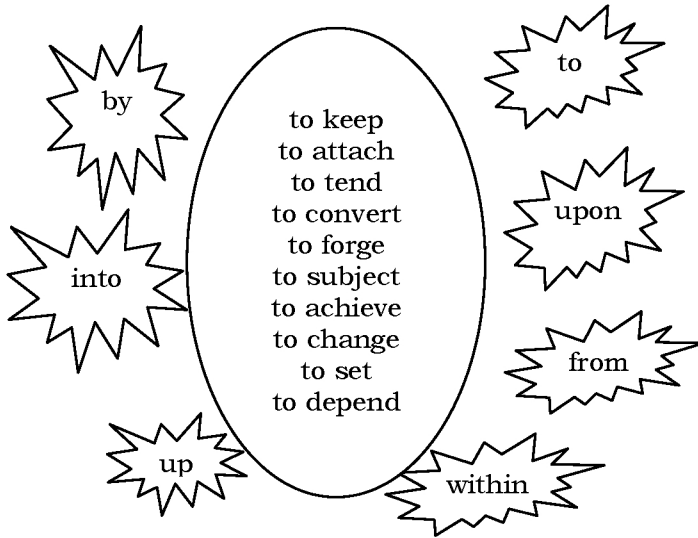 by
to
to keep
to attach
to tend
to convert
to forge
to subject
to achieve
to change
to set
to depend
upon
into
from
up
within